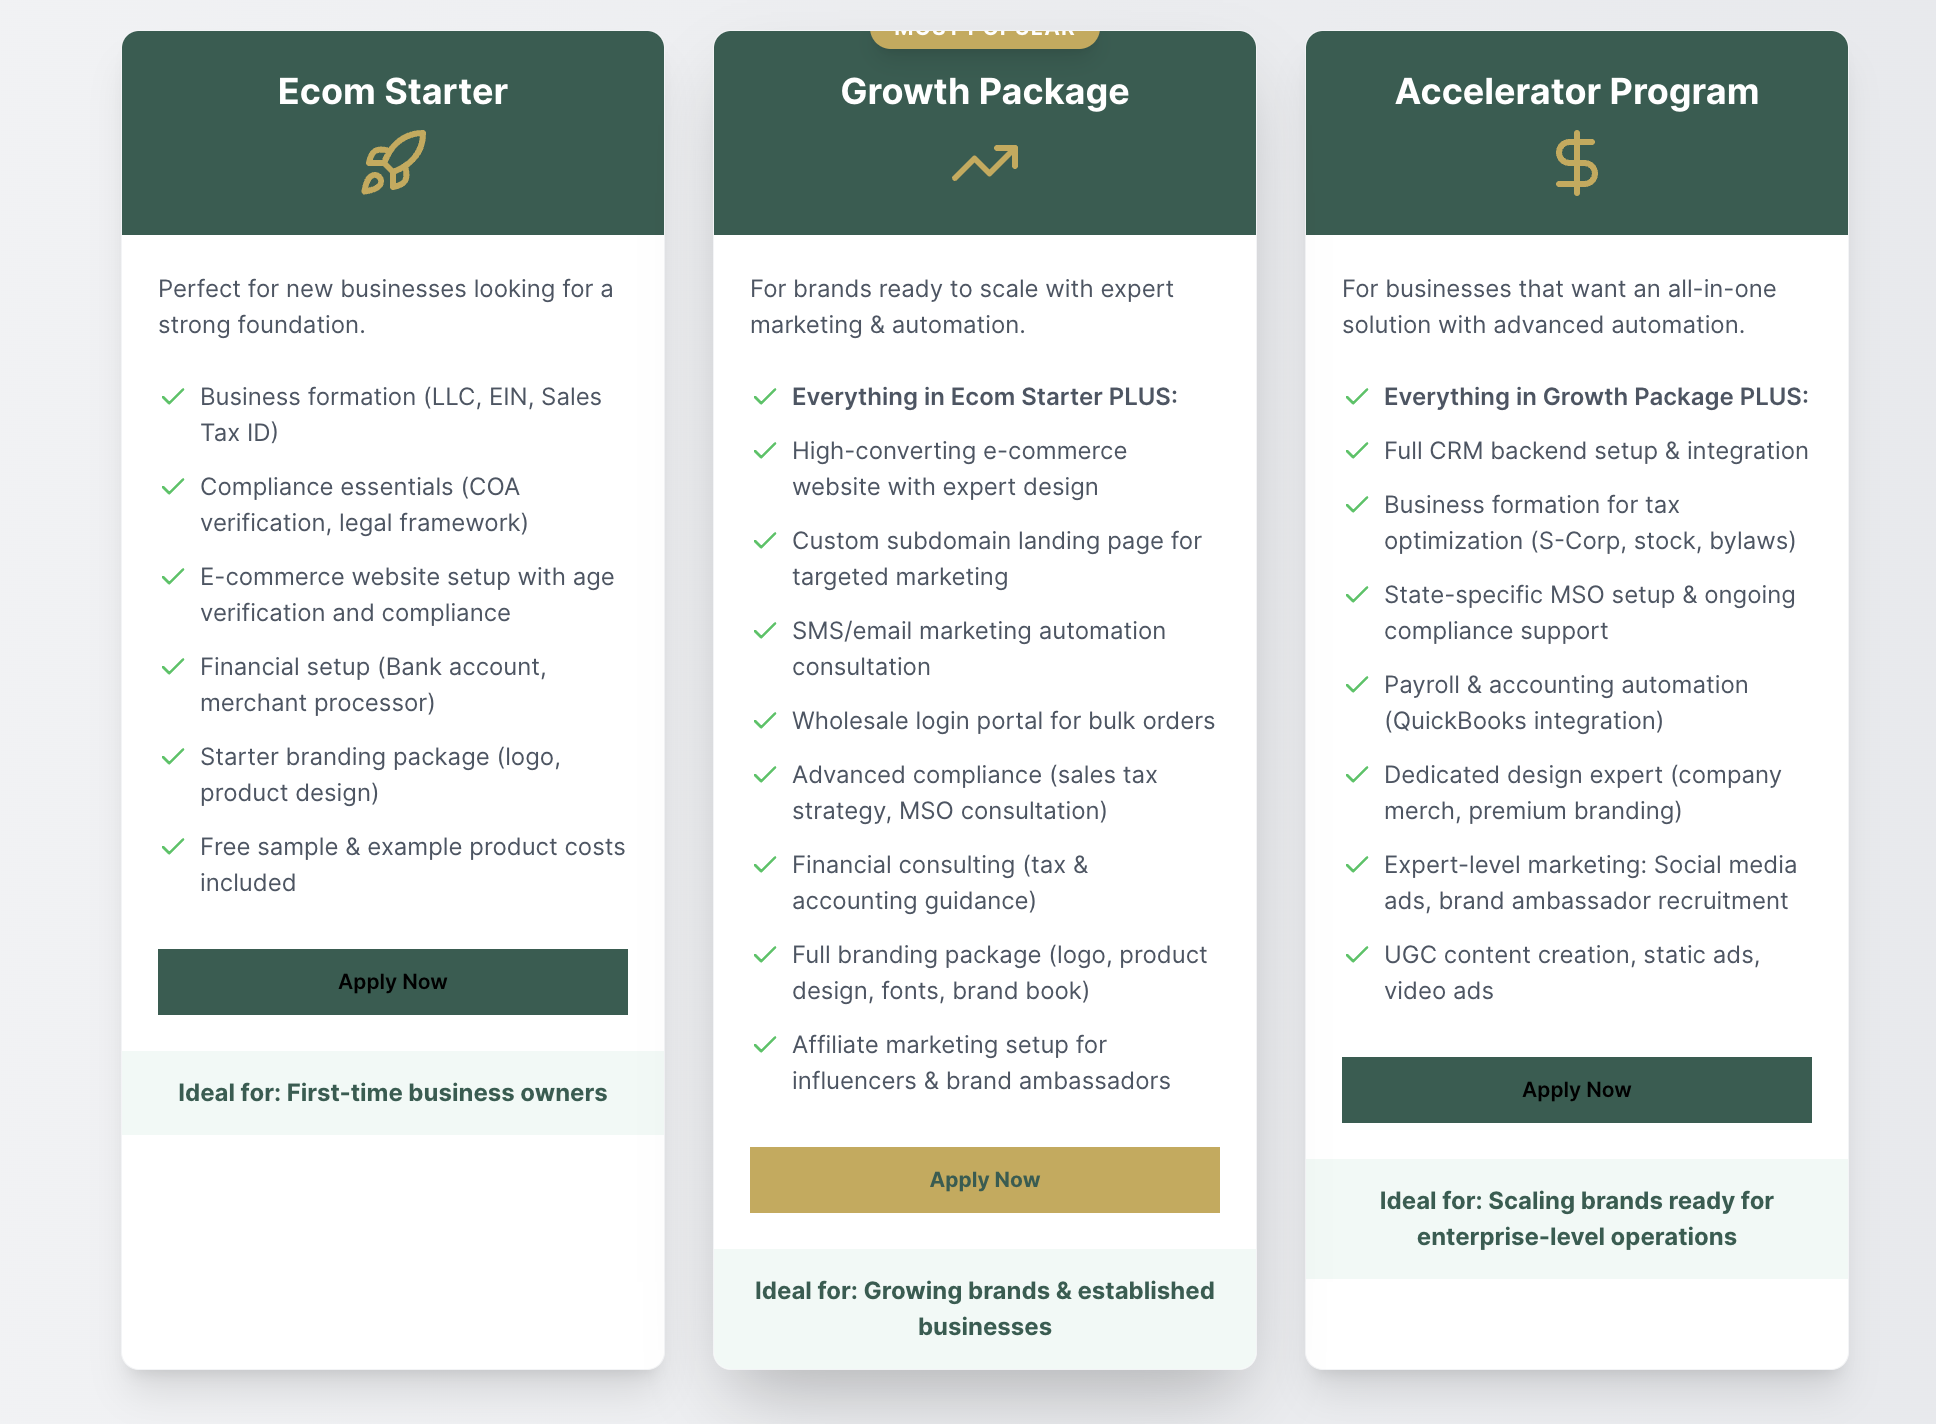 Ecom Starter
Perfect for new businesses looking for a
strong foundation.
Business formation (LLC, EIN, Sales
Tax ID)
Compliance essentials (COA
verification, legal framework)
E-commerce website setup with age
verification and compliance
Financial setup (Bank account,
merchant processor)
Starter branding package (logo,
product design)
Free sample & example product costs
included
Apply Now
Ideal for: First-time business owners
MOST POPULAR
Growth Package
For brands ready to scale with expert
marketing & automation.
Everything in Ecom Starter PLUS:
High-converting e-commerce
website with expert design
Custom subdomain landing page for
targeted marketing
SMS/email marketing automation
consultation
Wholesale login portal for bulk orders
Advanced compliance (sales tax
strategy, MSO consultation)
Financial consulting (tax &
accounting guidance)
Full branding package (logo, product
design, fonts, brand book)
Affiliate marketing setup for
influencers & brand ambassadors
Apply Now
Ideal for: Growing brands & established
businesses
Accelerator Program
For businesses that want an all-in-one
solution with advanced automation.
Everything in Growth Package PLUS:
Full CRM backend setup & integration
Business formation for tax
optimization (S-Corp, stock, bylaws)
State-specific MSO setup & ongoing
compliance support
Payroll & accounting automation
(QuickBooks integration)
Dedicated design expert (company
merch, premium branding)
Expert-level marketing: Social media
ads, brand ambassador recruitment
UGC content creation, static ads,
video ads
Apply Now
Ideal for: Scaling brands ready for
enterprise-level operations